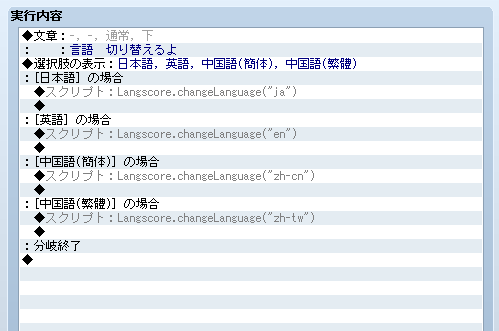 実行内容
◆文章：-, -, 通常, 下
：　　：言語　切り替えるよ
◆選択肢の表示：日本語, 英語, 中国語(簡体), 中国語(繁體)
：[日本語] の場合
◆スクリプト：Langscore.changeLanguage("ja")
◆
：[英語] の場合
◆スクリプト：Langscore.changeLanguage("en")
◆
：[中国語(簡体)] の場合
◆スクリプト：Langscore.changeLanguage("zh-cn")
◆
：[中国語(繁體)] の場合
◆スクリプト：Langscore.changeLanguage("zh-tw")
◆
：分岐終了
◆